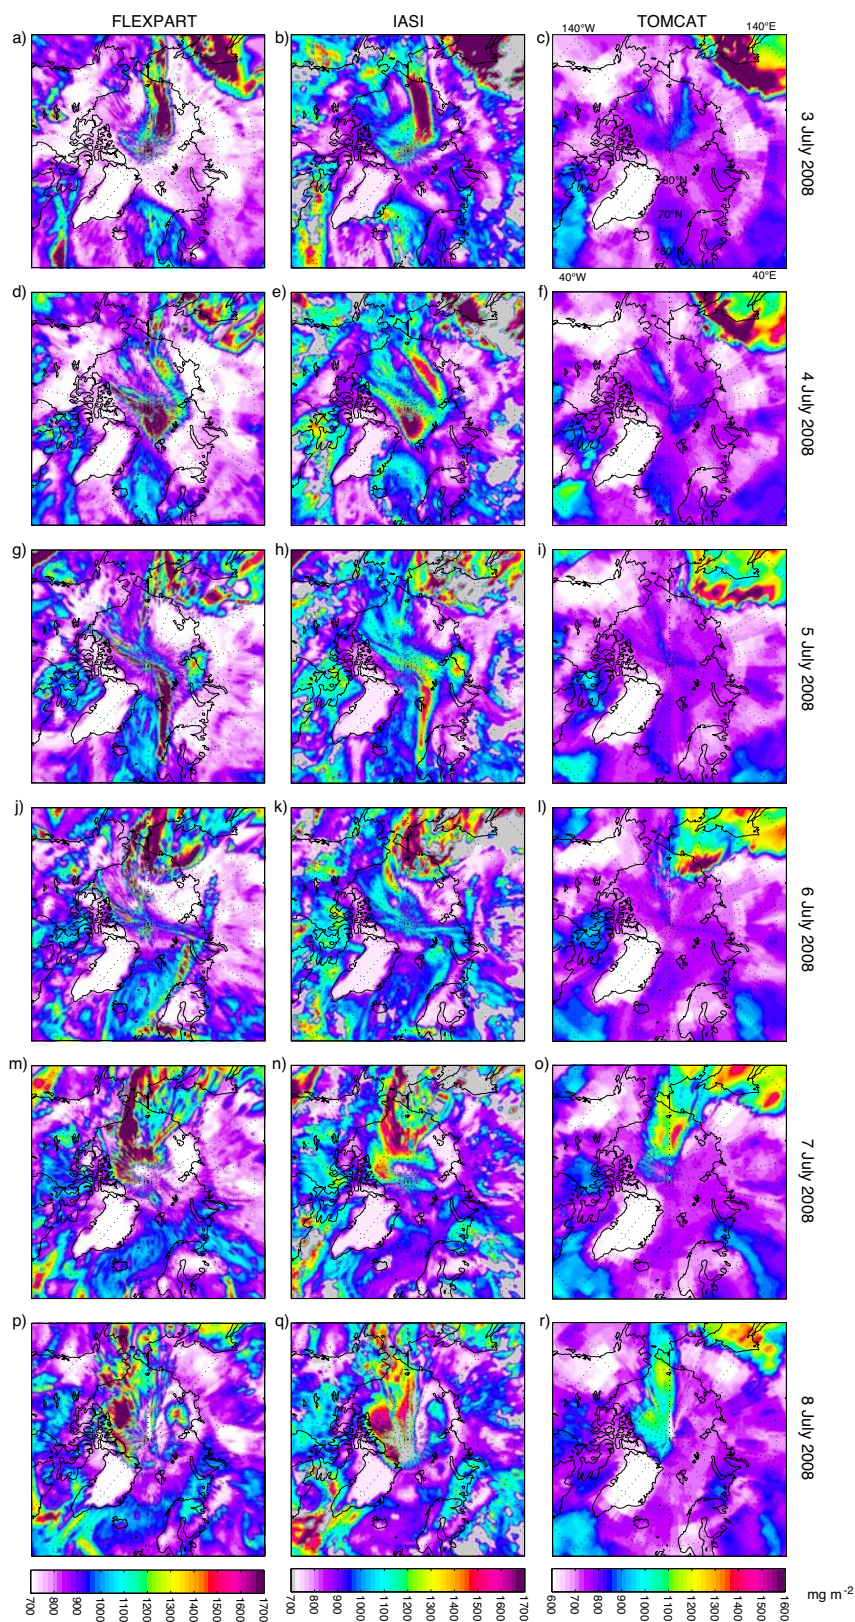 FLEXPART IASI TOMCAT
a) b) c) 140°W 140°E
80°N
70°N
60°N
3 July 2008
40°W 40°E
d) e) f)
4 July 2008
g) h) i)
5 July 2008
j) k) l)
6 July 2008
m) n) o)
7 July 2008
p) q) r)
8 July 2008
700 800 900 1000 1100 1200 1300 1400 1500 1600 1700
700 800 900 1000 1100 1200 1300 1400 1500 1600 1700
600 700 800 900 1000 1100 1200 1300 1400 1500 1600
mg m⁻²